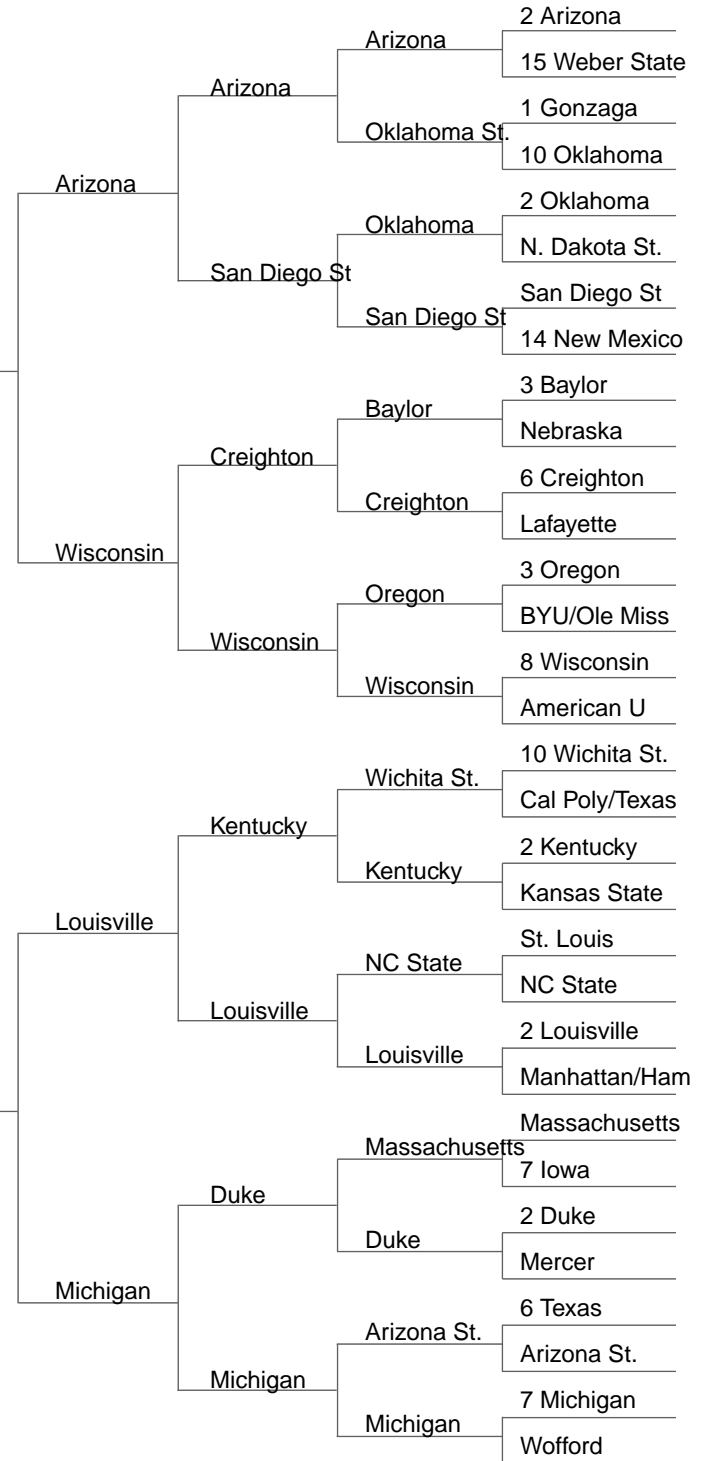 2 Arizona
Arizona
15 Weber State
Arizona
1 Gonzaga
Oklahoma St.
10 Oklahoma
Arizona
2 Oklahoma
Oklahoma
N. Dakota St.
San Diego St
San Diego St
San Diego St
14 New Mexico
3 Baylor
Baylor
Nebraska
Creighton
6 Creighton
Creighton
Lafayette
Wisconsin
3 Oregon
Oregon
BYU/Ole Miss
Wisconsin
8 Wisconsin
Wisconsin
American U
10 Wichita St.
Wichita St.
Cal Poly/Texas
Kentucky
2 Kentucky
Kentucky
Kansas State
Louisville
St. Louis
NC State
NC State
Louisville
2 Louisville
Louisville
Manhattan/Ham
Massachusetts
Massachusetts
7 Iowa
Duke
2 Duke
Duke
Mercer
Michigan
6 Texas
Arizona St.
Arizona St.
Michigan
7 Michigan
Michigan
Wofford